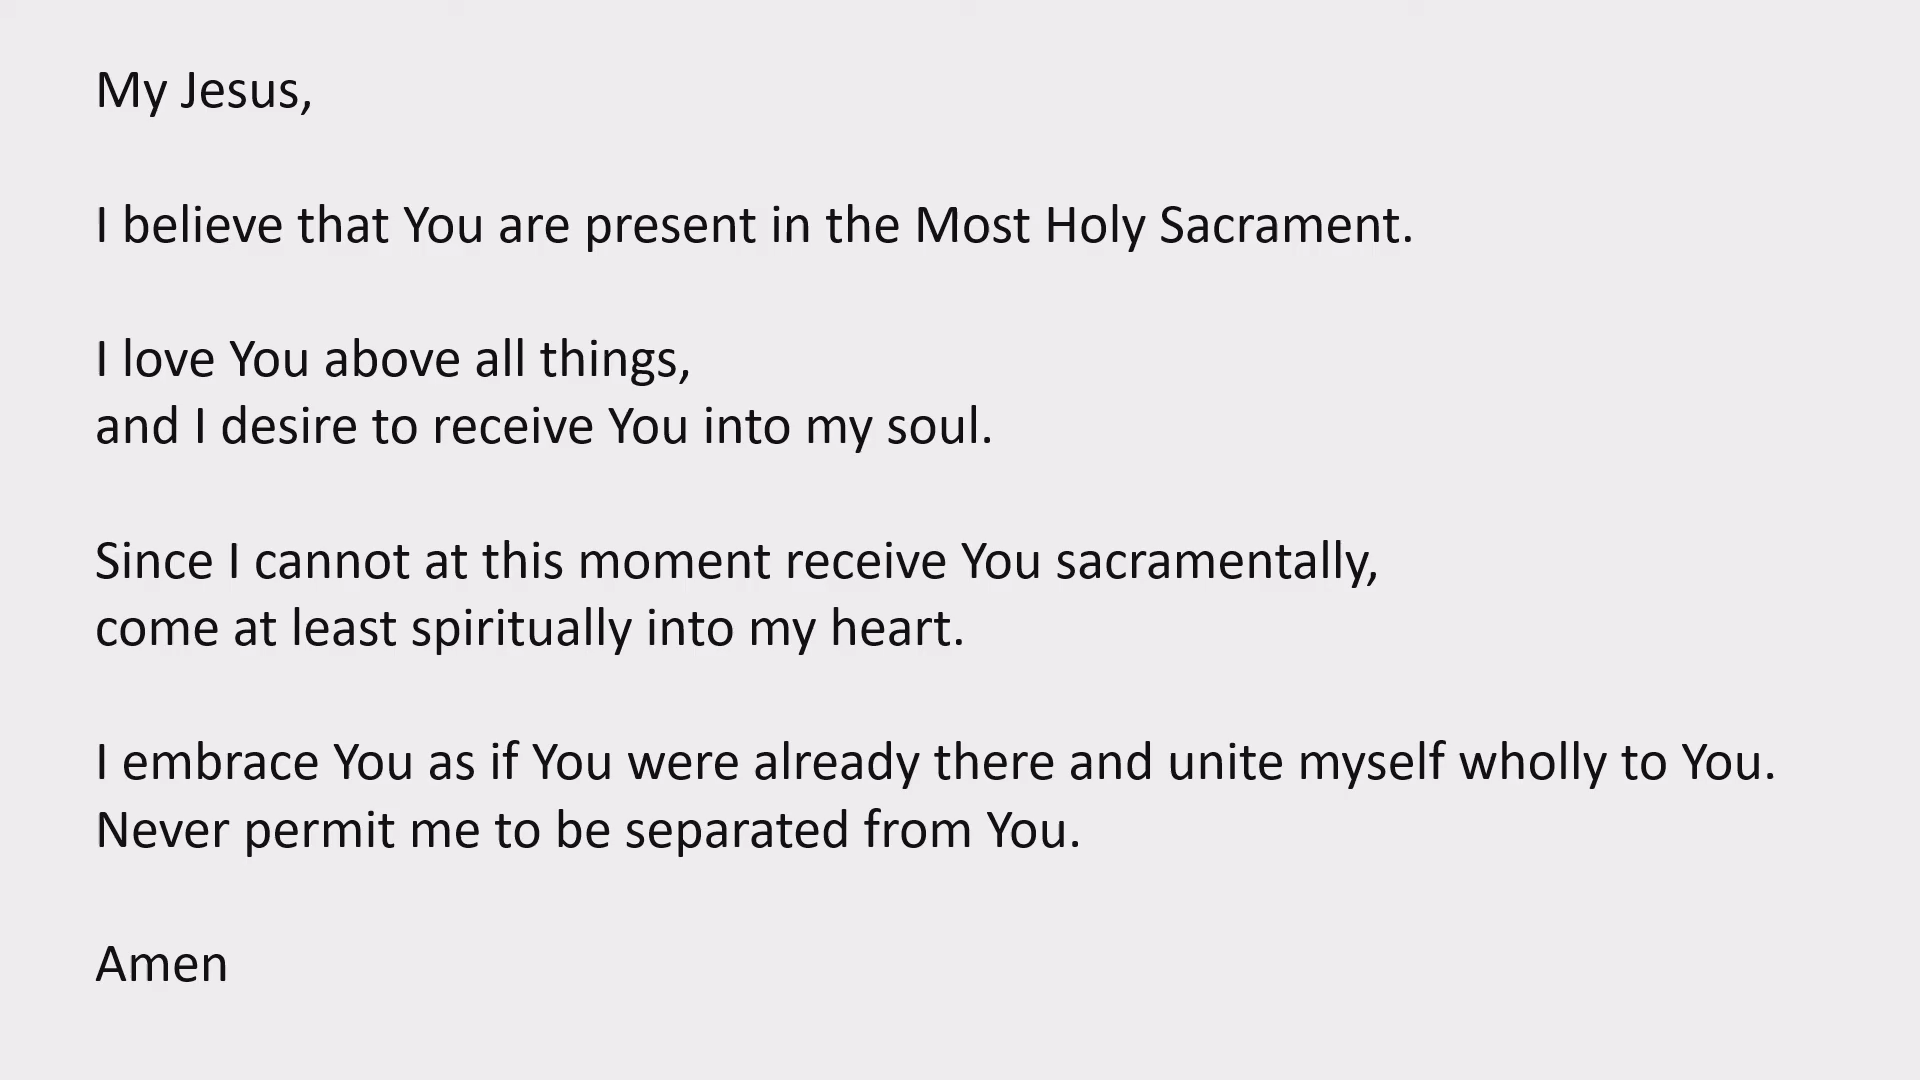 My Jesus,
I believe that You are present in the Most Holy Sacrament.
I love You above all things,
and I desire to receive You into my soul.
Since I cannot at this moment receive You sacramentally,
come at least spiritually into my heart.
I embrace You as if You were already there and unite myself wholly to You.
Never permit me to be separated from You.
Amen